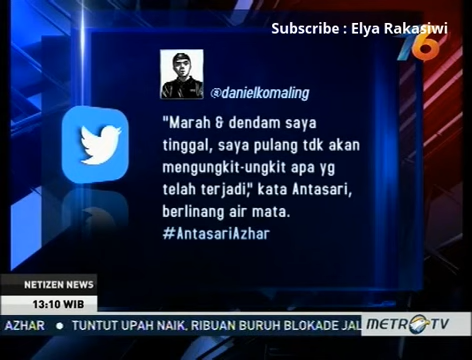 Subscribe : Elya Rakasiwi
76
@danielkomaling
"Marah & dendam saya
tinggal, saya pulang tdk akan
mengungkit-ungkit apa yg
telah terjadi," kata Antasari,
berlinang air mata.
#AntasariAzhar
NETIZEN NEWS
13:10 WIB
AZHAR • TUNTUT UPAH NAIK. RIBUAN BURUH BLOKADE JAL
METRO TV